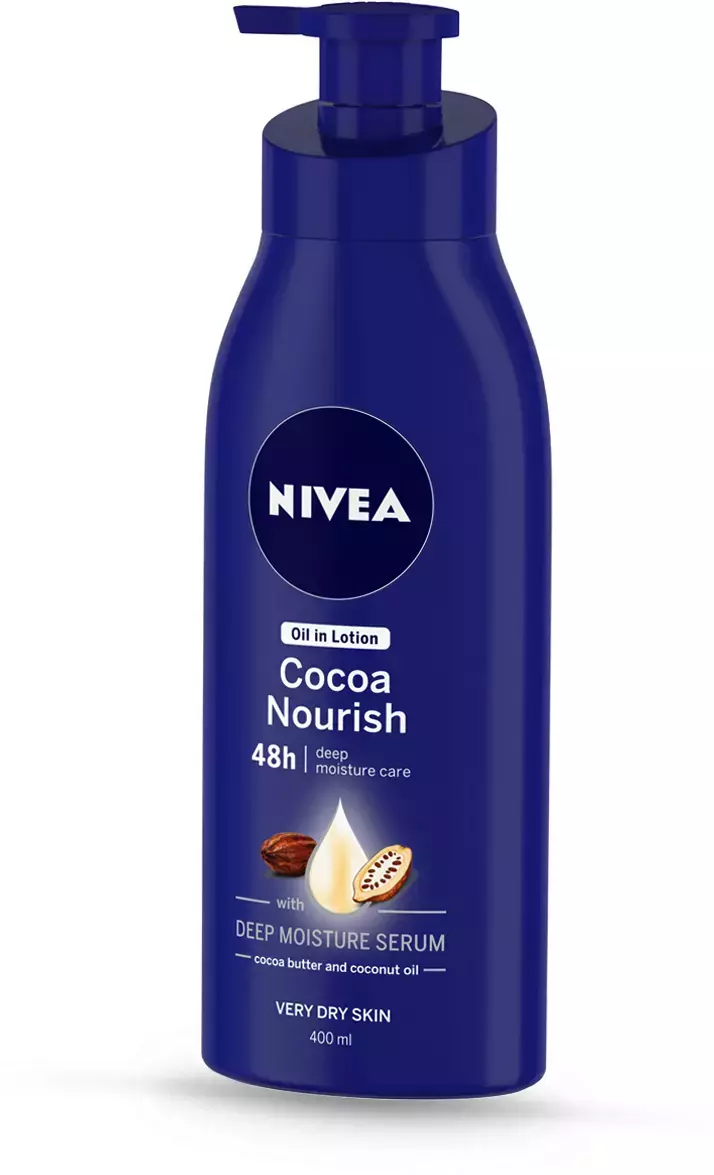 NIVEA
Oil in Lotion
Cocoa
Nourish
48h
deep
moisture care
with
DEEP MOISTURE SERUM
cocoa butter and coconut oil
VERY DRY SKIN
400 ml